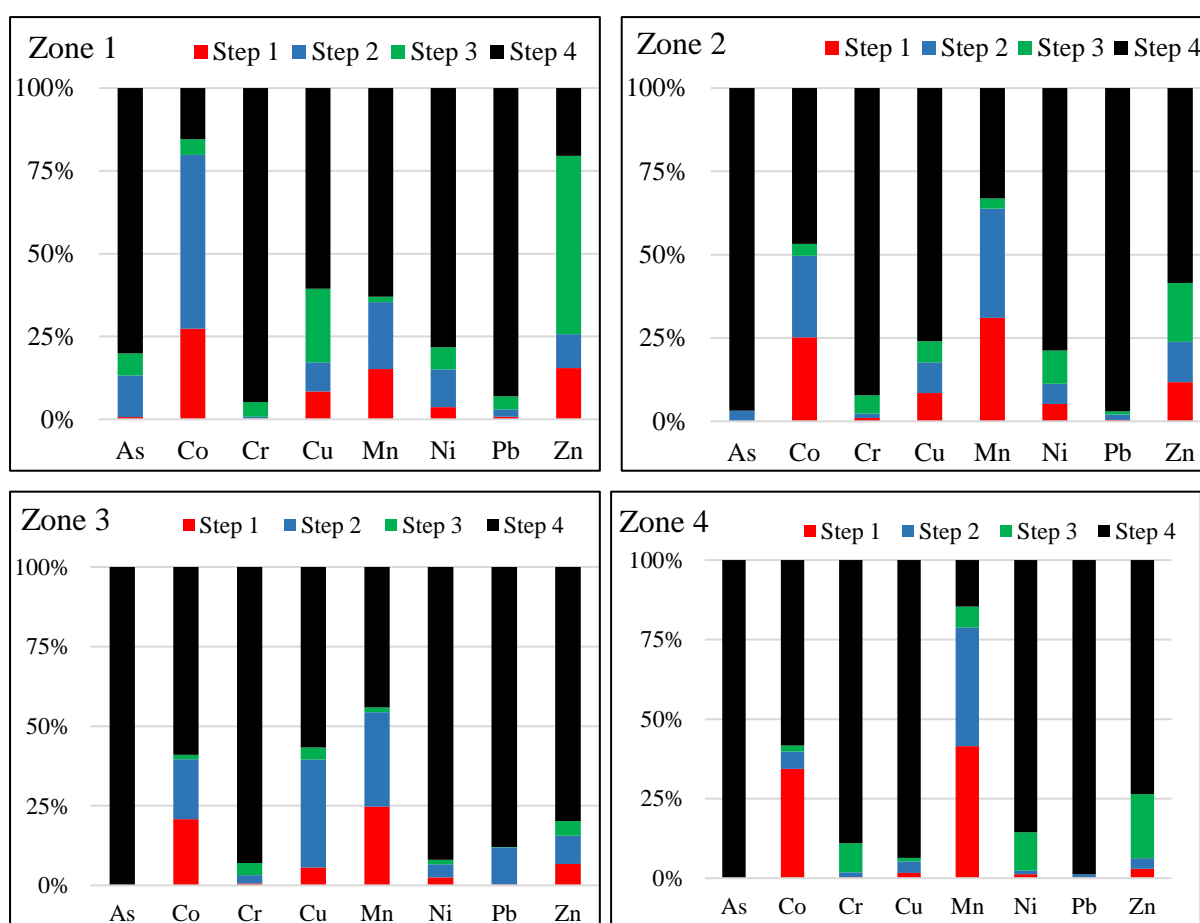 Zone 1 Step 1 Step 2 Step 3 Step 4
100%
75%
50%
25%
0%
As Co Cr Cu Mn Ni Pb Zn
Zone 2 Step 1 Step 2 Step 3 Step 4
100%
75%
50%
25%
0%
As Co Cr Cu Mn Ni Pb Zn
Zone 3 Step 1 Step 2 Step 3 Step 4
100%
75%
50%
25%
0%
As Co Cr Cu Mn Ni Pb Zn
Zone 4 Step 1 Step 2 Step 3 Step 4
100%
75%
50%
25%
0%
As Co Cr Cu Mn Ni Pb Zn